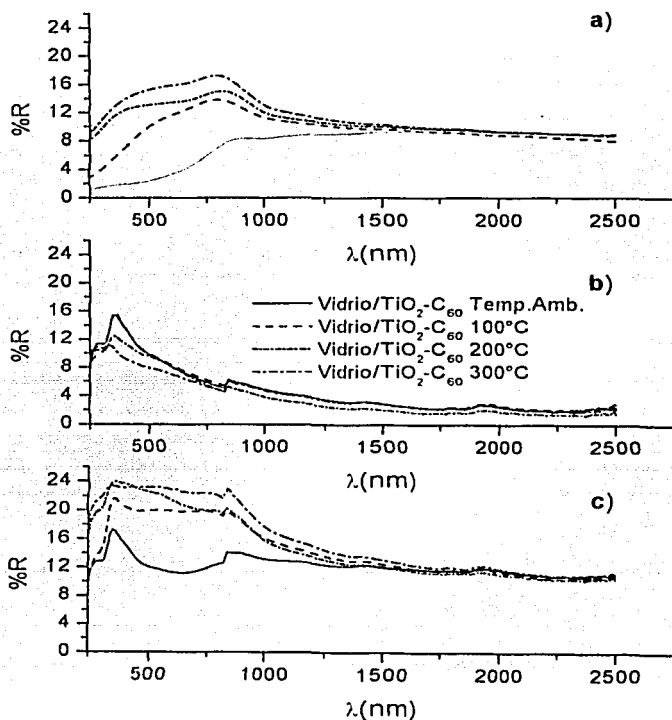 a)
%R
24
20
16
12
8
4
0
500 1000 1500 2000 2500
λ(nm)
b)
%R
24
20
16
12
8
4
0
Vidrio/TiO₂-C₆₀ Temp.Amb.
Vidrio/TiO₂-C₆₀ 100°C
Vidrio/TiO₂-C₆₀ 200°C
Vidrio/TiO₂-C₆₀ 300°C
500 1000 1500 2000 2500
λ(nm)
c)
%R
24
20
16
12
8
4
0
500 1000 1500 2000 2500
λ(nm)